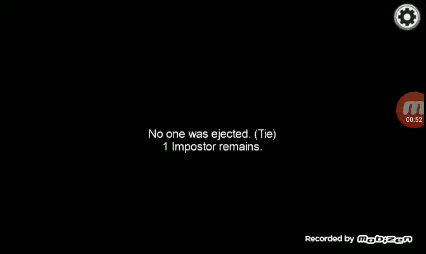 00:52
No one was ejected. (Tie)
1 Impostor remains.
Recorded by mobizen